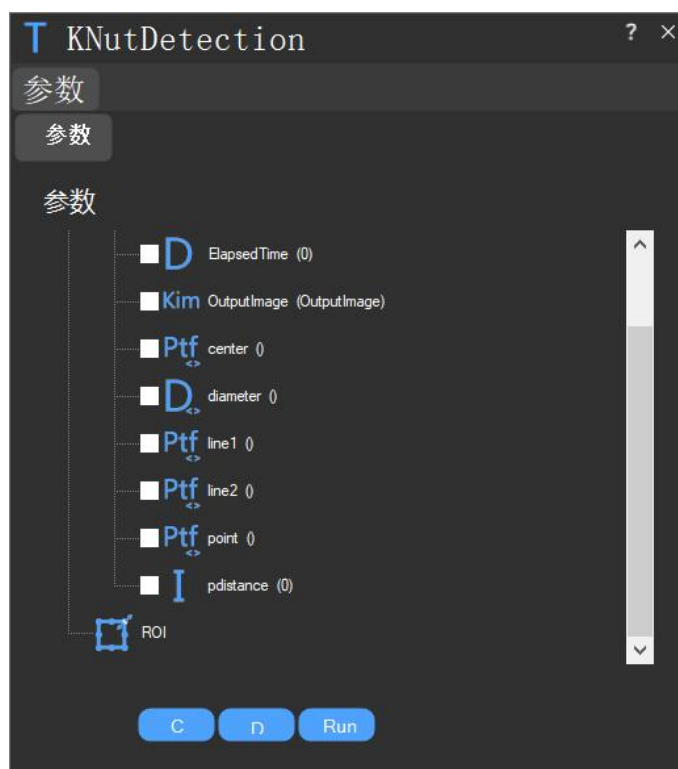 T KNutDetection ? ×
参数
参数
参数
D ElapsedTime (0)
Kim OutputImage (OutputImage)
Ptf<> center ()
D<> diameter ()
Ptf<> line1 ()
Ptf<> line2 ()
Ptf<> point ()
I pdistance (0)
ROI
C D Run